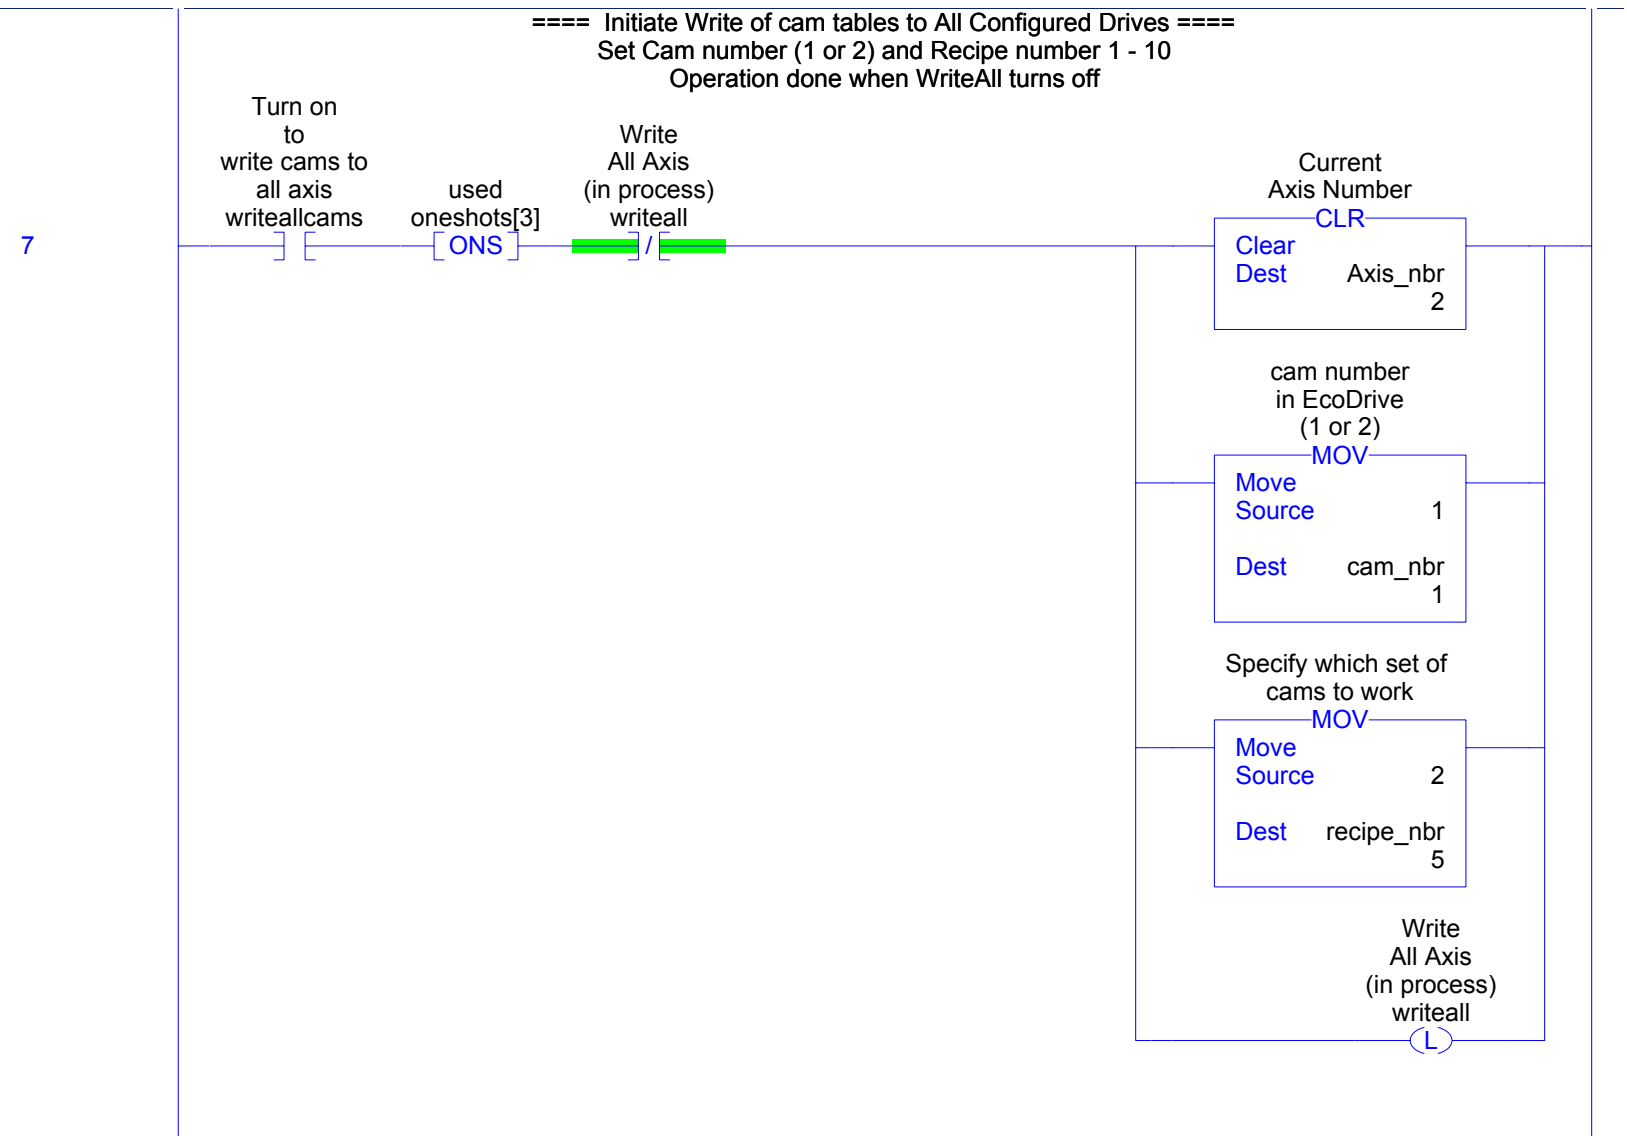 ==== Initiate Write of cam tables to All Configured Drives ====
Set Cam number (1 or 2) and Recipe number 1 - 10
Operation done when WriteAll turns off
7
Turn on
to
write cams to
all axis
writeallcams
used
oneshots[3]
ONS
Write
All Axis
(in process)
writeall
/
Current
Axis Number
CLR
Clear
Dest Axis_nbr
2
cam number
in EcoDrive
(1 or 2)
MOV
Move
Source 1
Dest cam_nbr
1
Specify which set of
cams to work
MOV
Move
Source 2
Dest recipe_nbr
5
Write
All Axis
(in process)
writeall
L